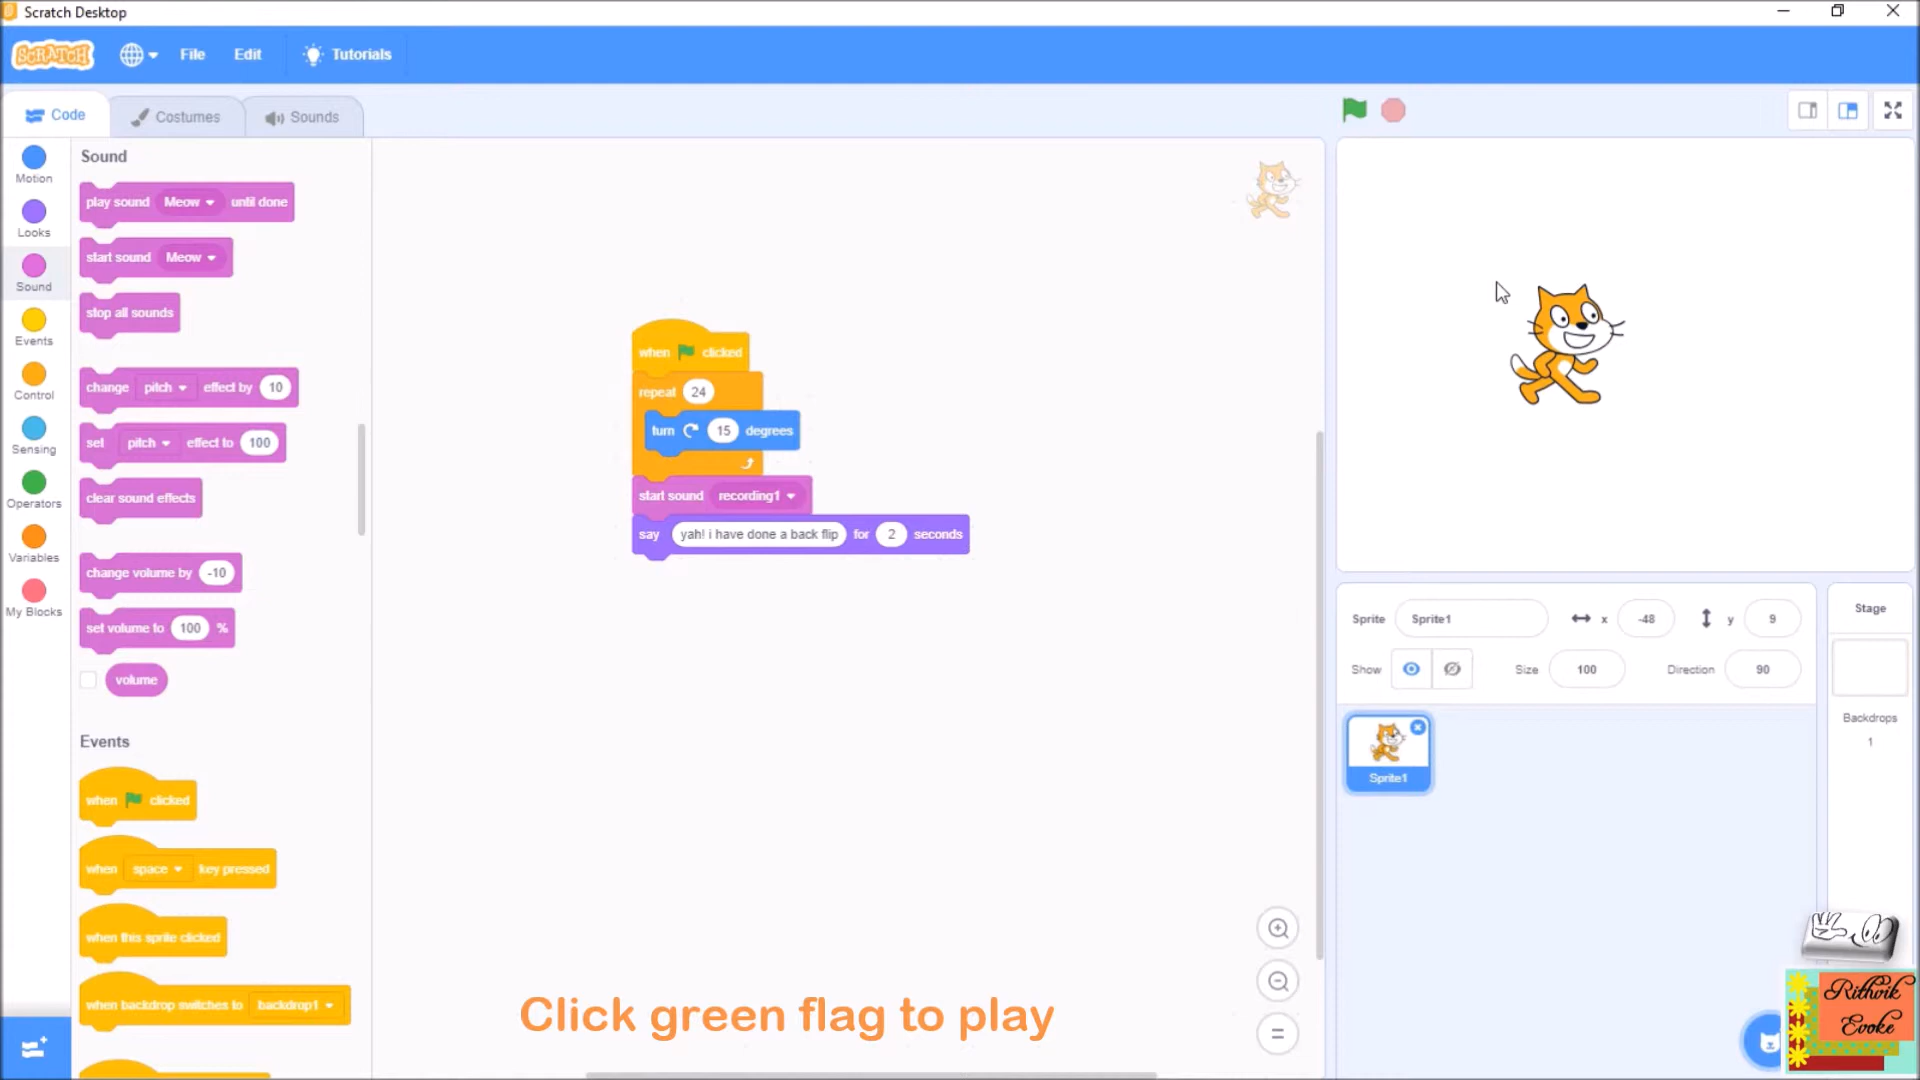 Scratch Desktop
SCRATCH
File
Edit
Tutorials
Code
Costumes
Sounds
Motion
Looks
Sound
Events
Control
Sensing
Operators
Variables
My Blocks
Sound
play sound Meow until done
start sound Meow
stop all sounds
change pitch effect by 10
set pitch effect to 100
clear sound effects
change volume by -10
set volume to 100 %
volume
Events
when clicked
when space key pressed
when this sprite clicked
when backdrop switches to backdrop1
when clicked
repeat 24
turn 15 degrees
start sound recording1
say yah! i have done a back flip for 2 seconds
Click green flag to play
Sprite Sprite1 x -48 y 9
Show Size 100 Direction 90
Sprite1
Stage
Backdrops
1
Rithvik
Evoke